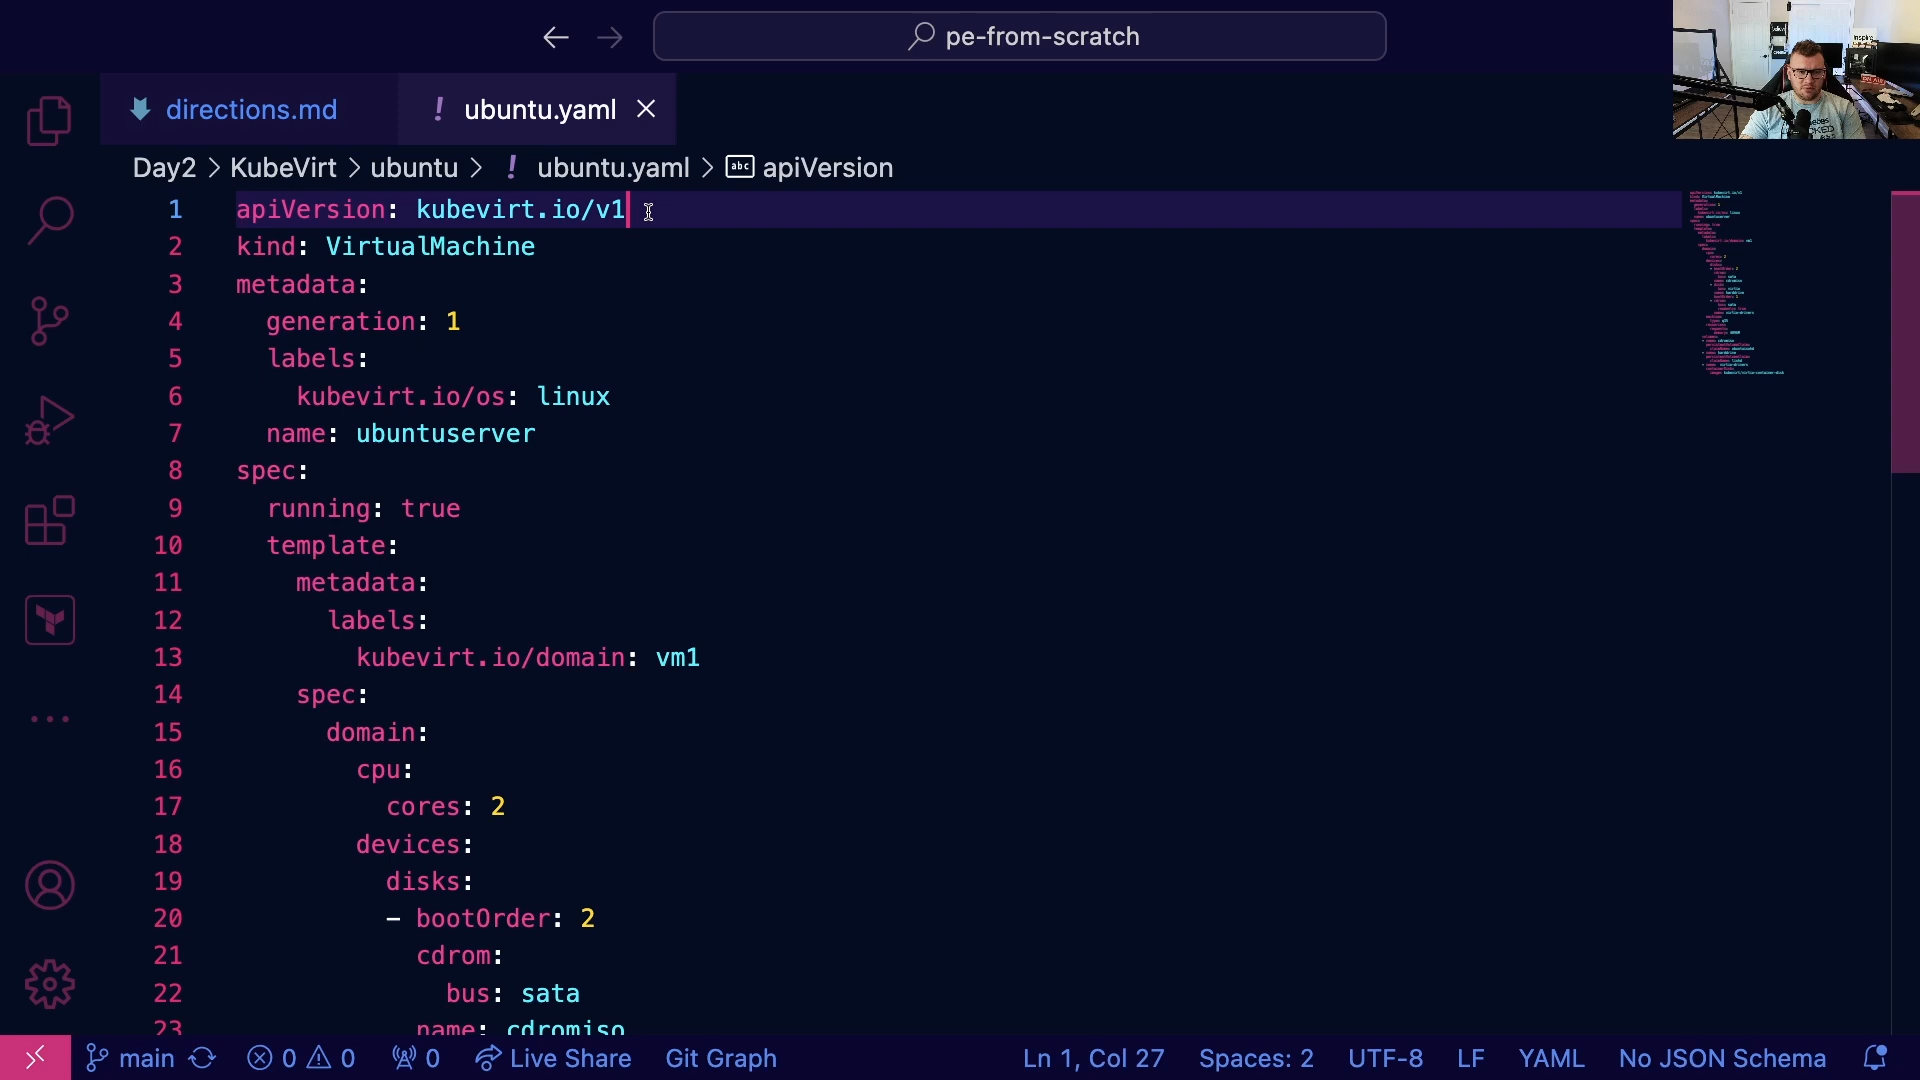 pe-from-scratch
directions.md
! ubuntu.yaml
Day2 > KubeVirt > ubuntu > ! ubuntu.yaml > abc apiVersion
1 apiVersion: kubevirt.io/v1
2 kind: VirtualMachine
3 metadata:
4 generation: 1
5 labels:
6 kubevirt.io/os: linux
7 name: ubuntuserver
8 spec:
9 running: true
10 template:
11 metadata:
12 labels:
13 kubevirt.io/domain: vm1
14 spec:
15 domain:
16 cpu:
17 cores: 2
18 devices:
19 disks:
20 - bootOrder: 2
21 cdrom:
22 bus: sata
23 name: cdromiso
main 0 0 0 Live Share Git Graph Ln 1, Col 27 Spaces: 2 UTF-8 LF YAML No JSON Schema